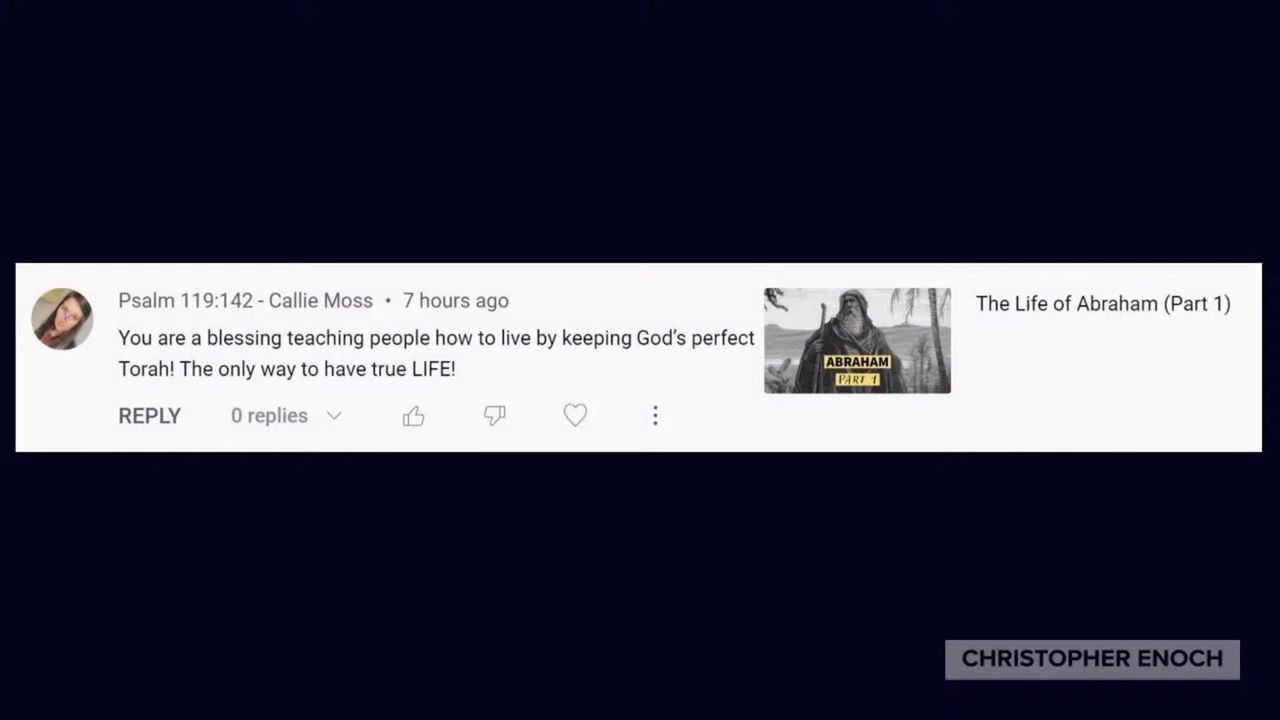 Psalm 119:142 - Callie Moss • 7 hours ago
You are a blessing teaching people how to live by keeping God's perfect
Torah! The only way to have true LIFE!
REPLY 0 replies
ABRAHAM
PART 1
The Life of Abraham (Part 1)
CHRISTOPHER ENOCH